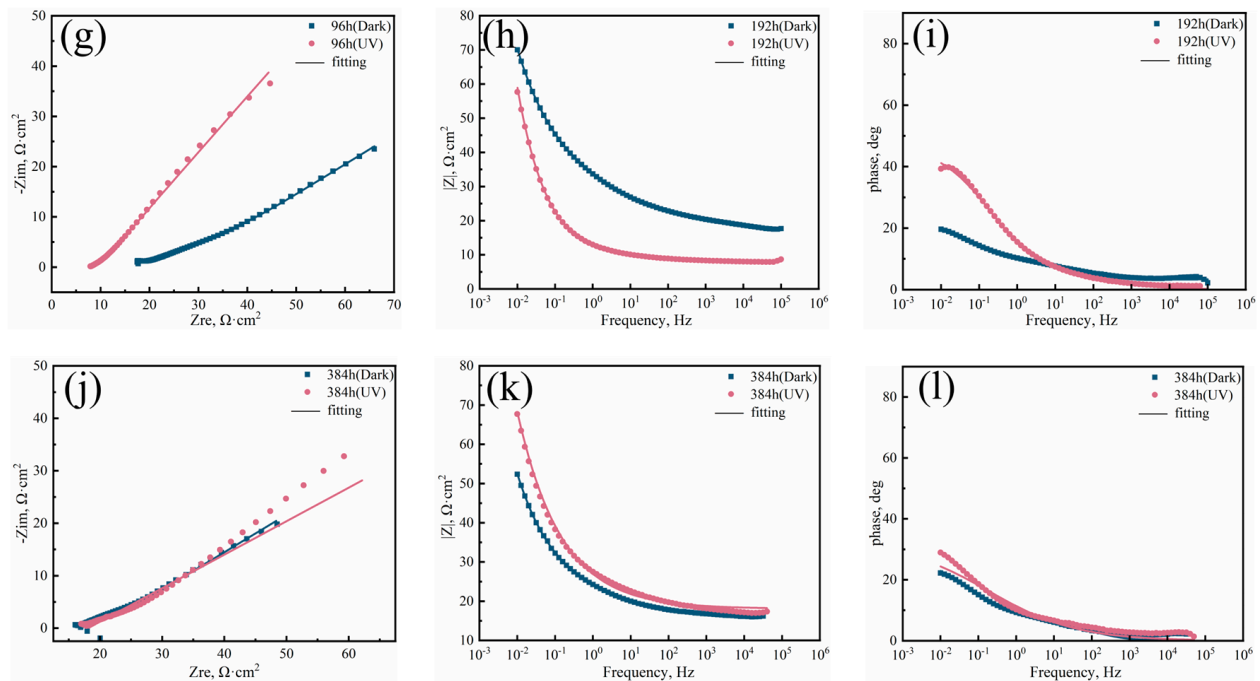 (g)
96h(Dark)
96h(UV)
fitting
-Zim, Ω·cm²
50
40
30
20
10
0
0 10 20 30 40 50 60 70
Zre, Ω·cm²
(h)
192h(Dark)
192h(UV)
fitting
|Z|, Ω·cm²
80
70
60
50
40
30
20
10
0
10⁻³ 10⁻² 10⁻¹ 10⁰ 10¹ 10² 10³ 10⁴ 10⁵ 10⁶
Frequency, Hz
(i)
192h(Dark)
192h(UV)
fitting
phase, deg
80
60
40
20
0
10⁻³ 10⁻² 10⁻¹ 10⁰ 10¹ 10² 10³ 10⁴ 10⁵ 10⁶
Frequency, Hz
(j)
384h(Dark)
384h(UV)
fitting
-Zim, Ω·cm²
50
40
30
20
10
0
20 30 40 50 60
Zre, Ω·cm²
(k)
384h(Dark)
384h(UV)
fitting
|Z|, Ω·cm²
80
70
60
50
40
30
20
10
10⁻³ 10⁻² 10⁻¹ 10⁰ 10¹ 10² 10³ 10⁴ 10⁵ 10⁶
Frequency, Hz
(l)
384h(Dark)
384h(UV)
fitting
phase, deg
80
60
40
20
0
10⁻³ 10⁻² 10⁻¹ 10⁰ 10¹ 10² 10³ 10⁴ 10⁵ 10⁶
Frequency, Hz